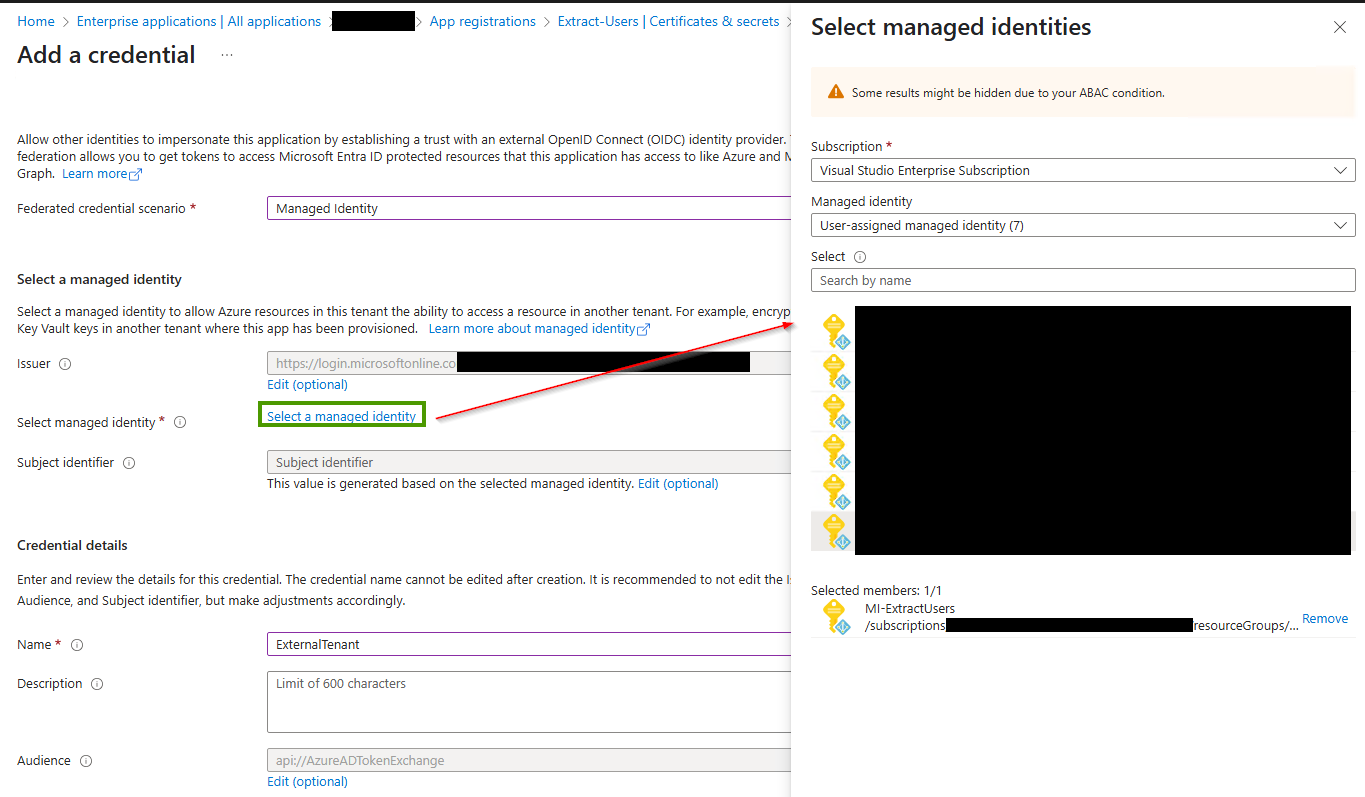 Home > Enterprise applications | All applications > > App registrations > Extract-Users | Certificates & secrets >
Add a credential ...
Allow other identities to impersonate this application by establishing a trust with an external OpenID Connect (OIDC) identity provider.
federation allows you to get tokens to access Microsoft Entra ID protected resources that this application has access to like Azure and M
Graph. Learn more
Federated credential scenario *
Managed Identity
Select a managed identity
Select a managed identity to allow Azure resources in this tenant the ability to access a resource in another tenant. For example, encryp
Key Vault keys in another tenant where this app has been provisioned. Learn more about managed identity
Issuer
https://login.microsoftonline.co
Edit (optional)
Select managed identity *
Select a managed identity
Subject identifier
Subject identifier
This value is generated based on the selected managed identity. Edit (optional)
Credential details
Enter and review the details for this credential. The credential name cannot be edited after creation. It is recommended to not edit the I
Audience, and Subject identifier, but make adjustments accordingly.
Name *
ExternalTenant
Description
Limit of 600 characters
Audience
api://AzureADTokenExchange
Edit (optional)
Select managed identities
Some results might be hidden due to your ABAC condition.
Subscription *
Visual Studio Enterprise Subscription
Managed identity
User-assigned managed identity (7)
Select
Search by name
Selected members: 1/1
MI-ExtractUsers
/subscriptions resourceGroups/...
Remove